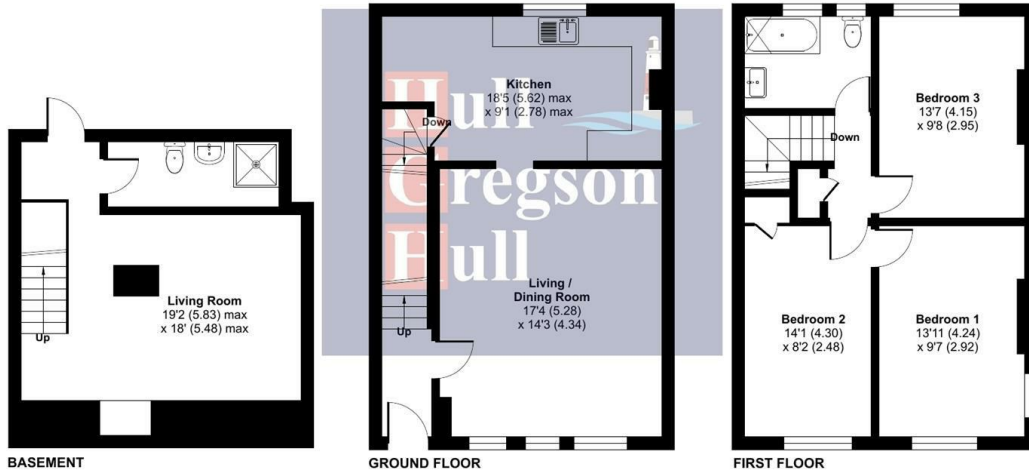 Hull
Gregson
Hull
Living Room
19'2 (5.83) max
x 18' (5.48) max
Up
BASEMENT
Kitchen
18'5 (5.62) max
x 9'1 (2.78) max
Down
Living /
Dining Room
17'4 (5.28)
x 14'3 (4.34)
Up
GROUND FLOOR
Bedroom 3
13'7 (4.15)
x 9'8 (2.95)
Down
Bedroom 2
14'1 (4.30)
x 8'2 (2.48)
Bedroom 1
13'11 (4.24)
x 9'7 (2.92)
FIRST FLOOR